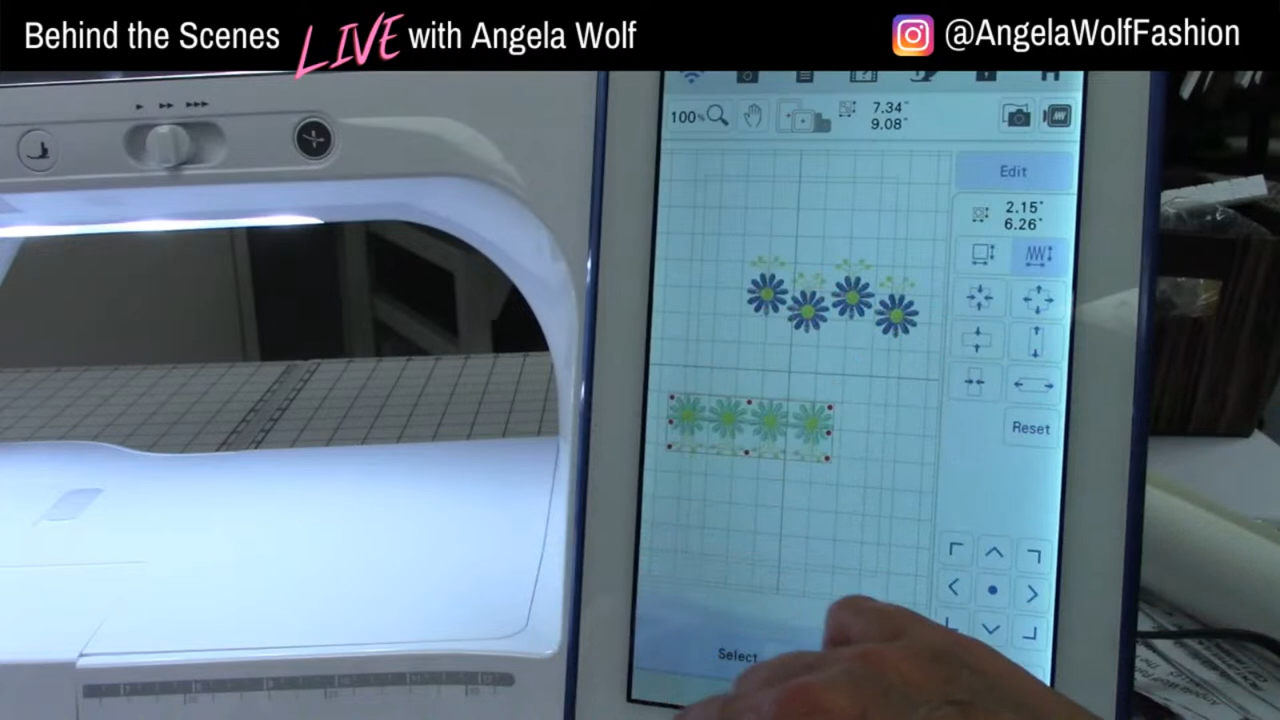 Behind the Scenes LIVE with Angela Wolf
@AngelaWolfFashion
100%
7.34"
9.08"
Edit
2.15"
6.26"
Reset
Select